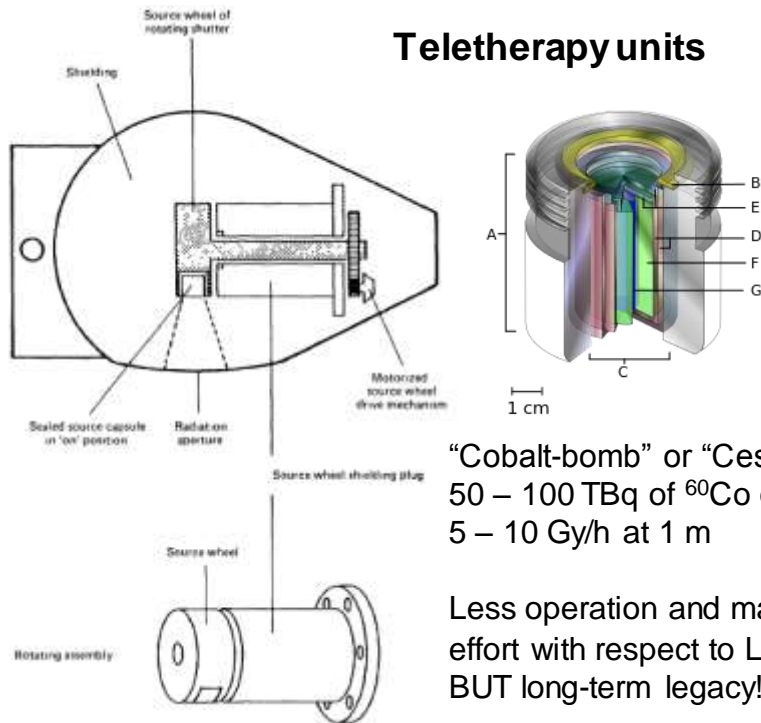 Teletherapy units
Source wheel of
rotating shutter
Shielding
Sealed source capsule
in 'on' position
Radiation
aperture
Motorized
source wheel
drive mechanism
Source wheel shielding plug
Source wheel
Rotating assembly
A
B
E
D
F
G
C
1 cm
“Cobalt-bomb” or “Ces
50 – 100 TBq of ⁶⁰Co
5 – 10 Gy/h at 1 m
Less operation and ma
effort with respect to L
BUT long-term legacy!